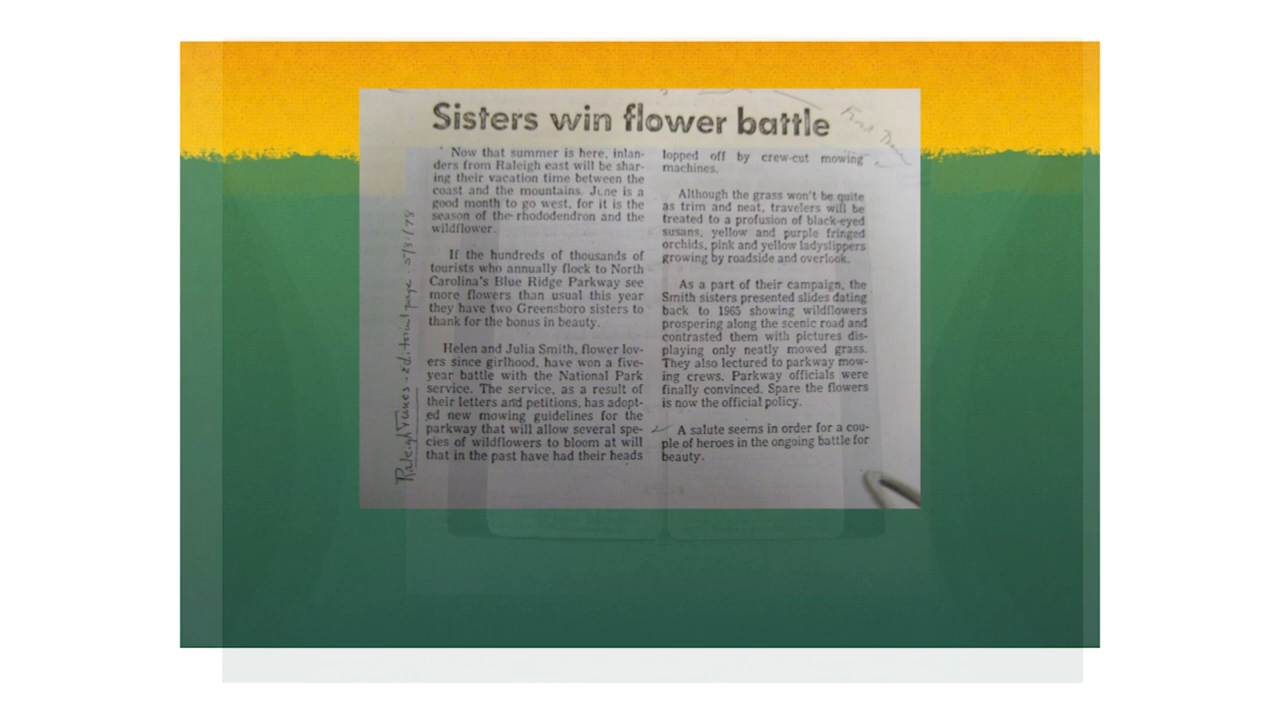 Sisters win flower battle
Now that summer is here, inlan-
ders from Raleigh east will be shar-
ing their vacation time between the
coast and the mountains. June is a
good month to go west, for it is the
season of the rhododendron and the
wildflower.
If the hundreds of thousands of
tourists who annually flock to North
Carolina's Blue Ridge Parkway see
more flowers than usual this year
they have two Greensboro sisters to
thank for the bonus in beauty.
Helen and Julia Smith, flower lov-
ers since girlhood, have won a five-
year battle with the National Park
service. The service, as a result of
their letters and petitions, has adopt-
ed new mowing guidelines for the
parkway that will allow several spe-
cies of wildflowers to bloom at will
that in the past have had their heads
lopped off by crew-cut mowing
machines.
Although the grass won't be quite
as trim and neat, travelers will be
treated to a profusion of black-eyed
susans, yellow and purple fringed
orchids, pink and yellow ladyslippers
growing by roadside and overlook.
As a part of their campaign, the
Smith sisters presented slides dating
back to 1965 showing wildflowers
prospering along the scenic road and
contrasted them with pictures dis-
playing only neatly mowed grass.
They also lectured to parkway mow-
ing crews. Parkway officials were
finally convinced. Spare the flowers
is now the official policy.
A salute seems in order for a cou-
ple of heroes in the ongoing battle for
beauty.
Raleigh Times - Editorial page - 5/31/78